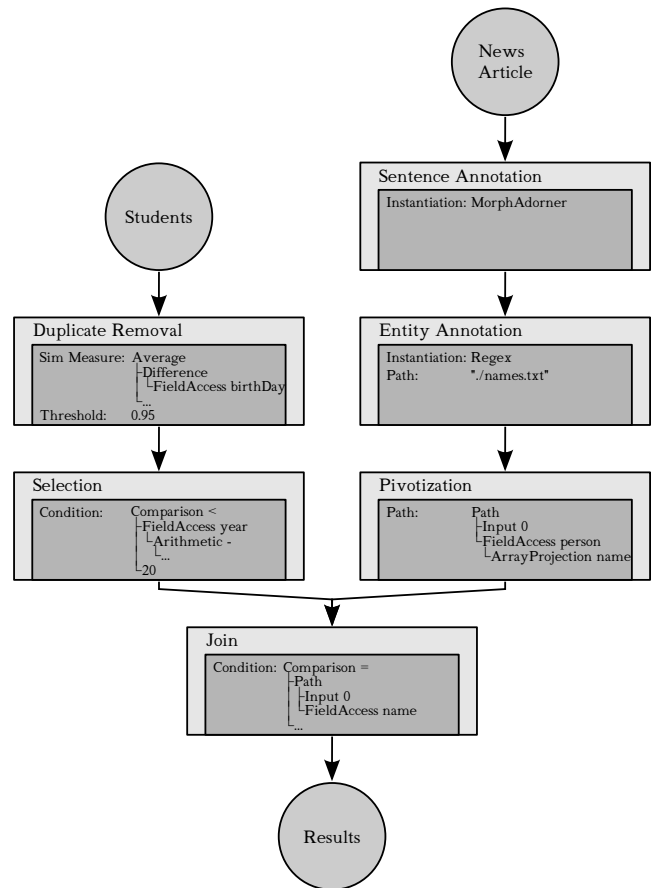 News
Article
Sentence Annotation
Instantiation: MorphAdorner
Students
Duplicate Removal
Sim Measure: Average
Difference
FieldAccess birthDay
...
Threshold: 0.95
Entity Annotation
Instantiation: Regex
Path: "./names.txt"
Selection
Condition: Comparison <
FieldAccess year
Arithmetic -
...
20
Pivotization
Path: Path
Input 0
FieldAccess person
ArrayProjection name
Join
Condition: Comparison =
Path
Input 0
FieldAccess name
...
Results